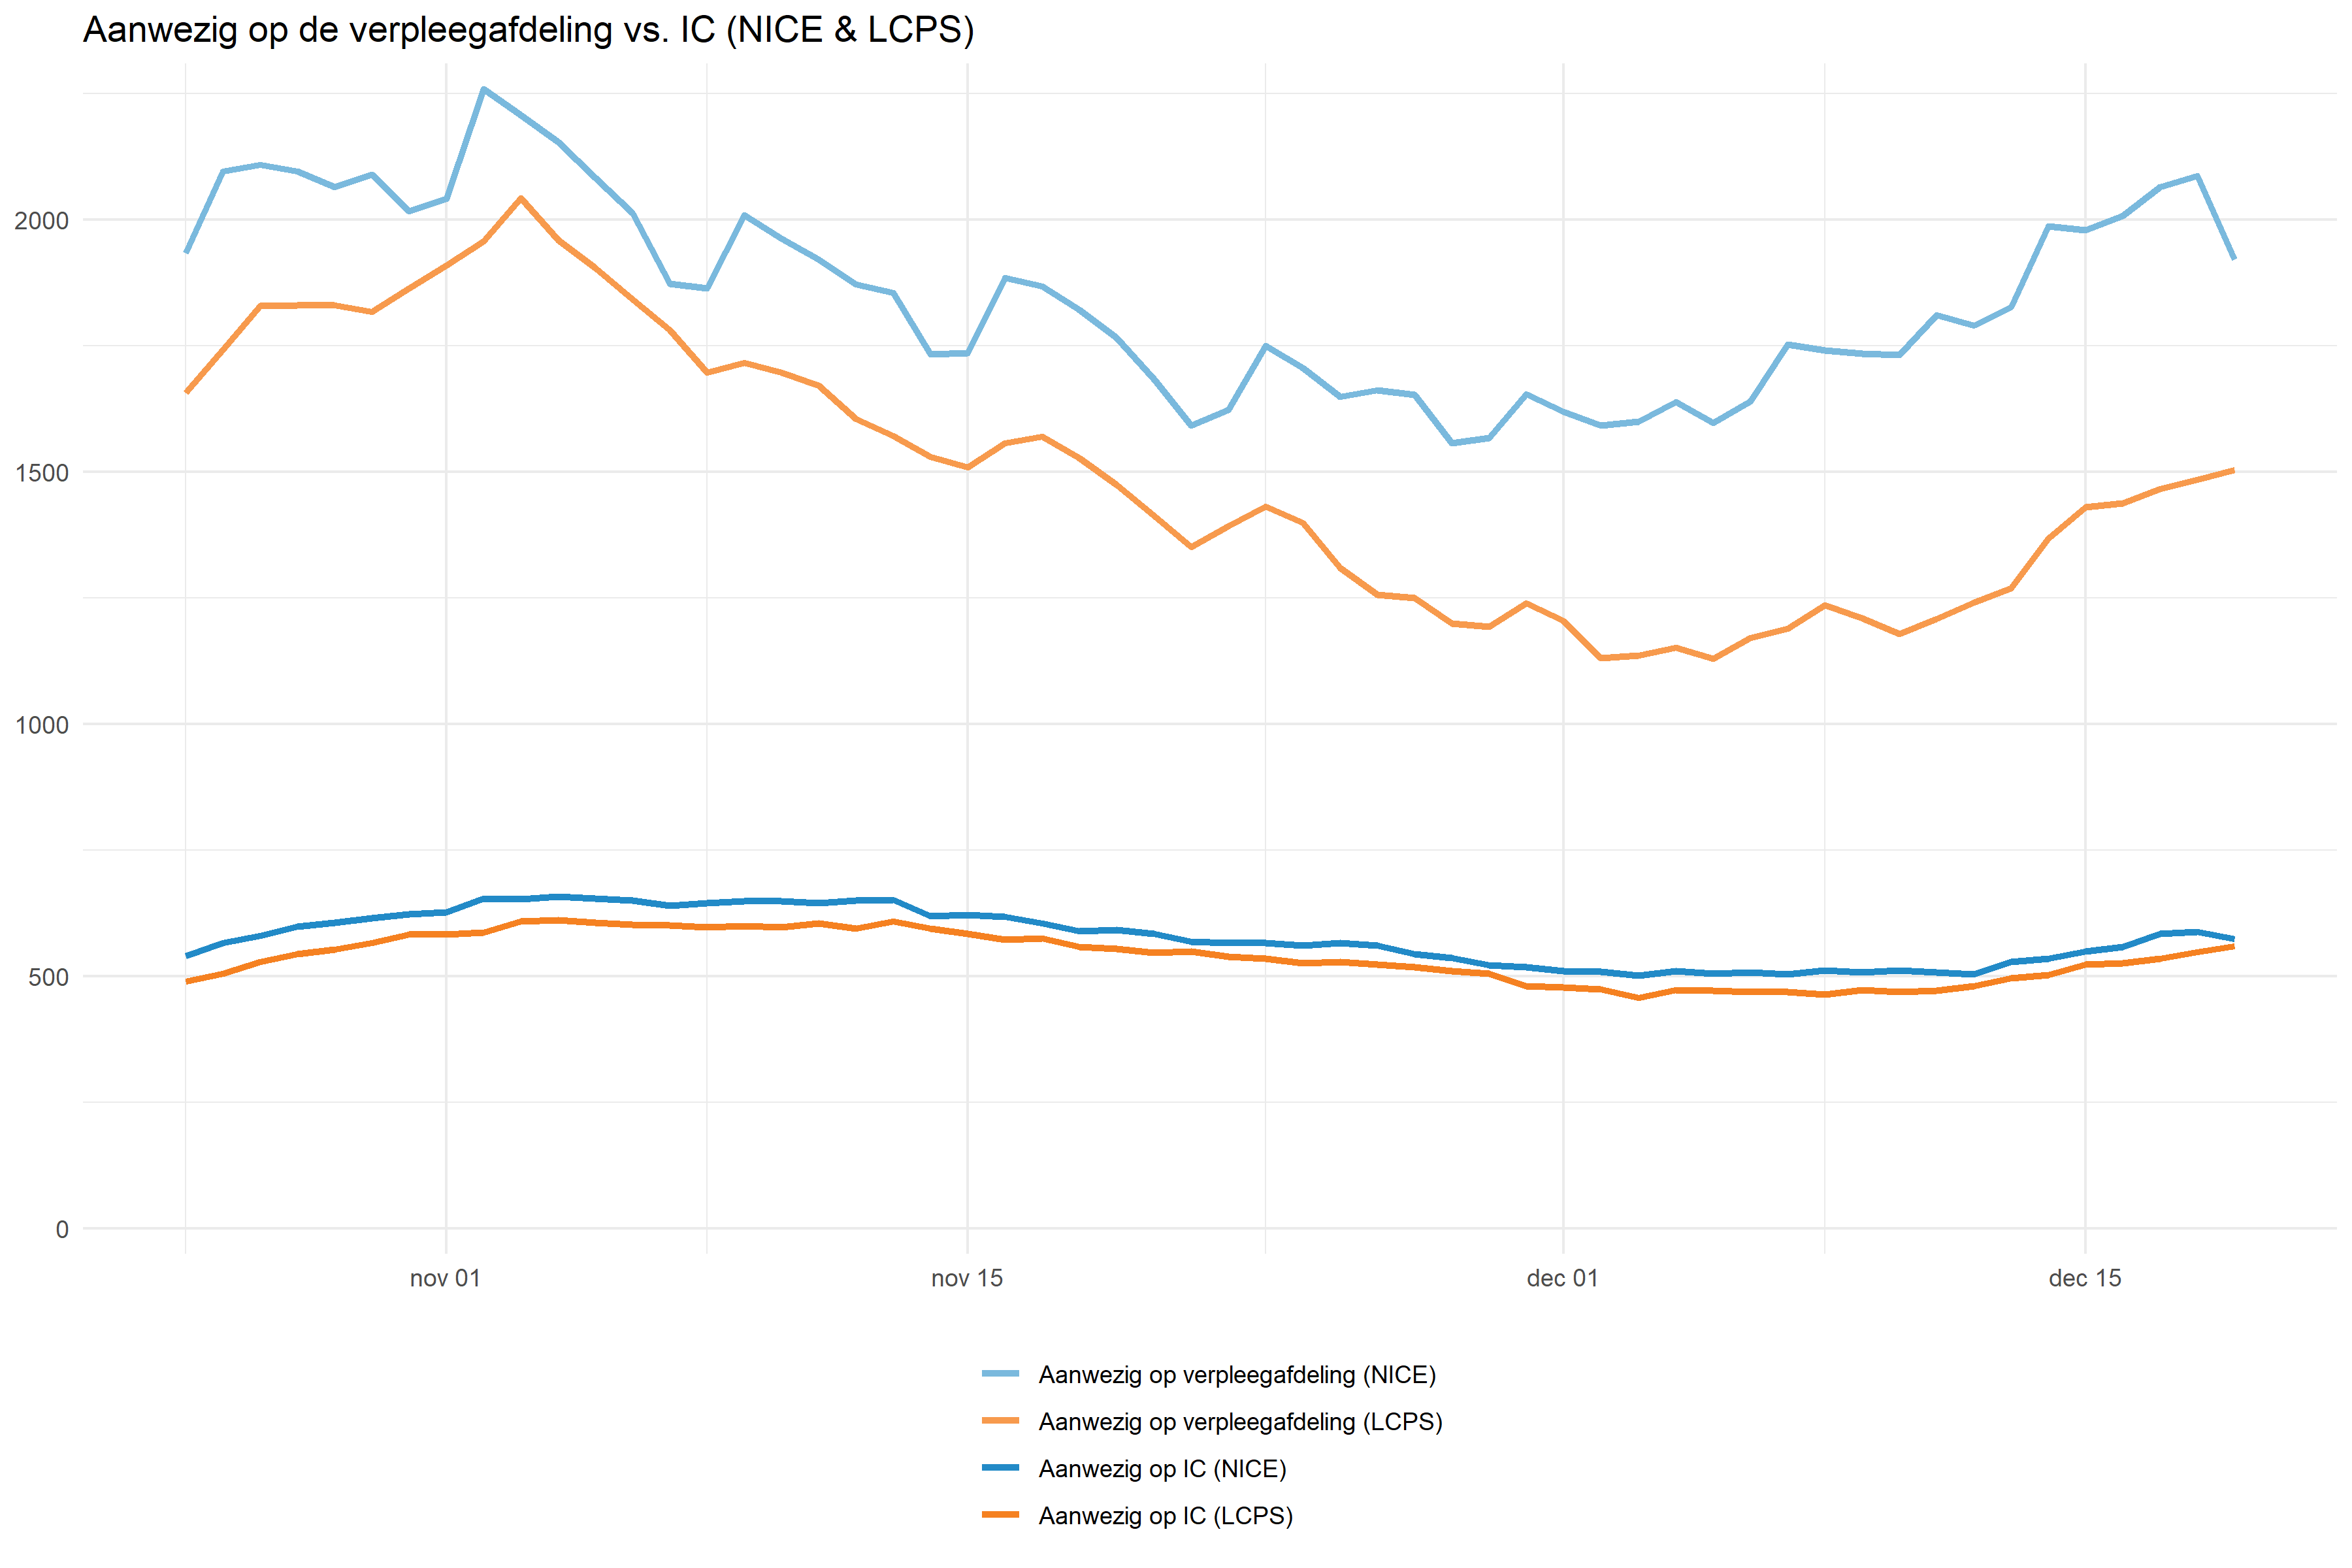 Aanwezig op de verpleegafdeling vs. IC (NICE & LCPS)
2000
1500
1000
500
0
nov 01
nov 15
dec 01
dec 15
Aanwezig op verpleegafdeling (NICE)
Aanwezig op verpleegafdeling (LCPS)
Aanwezig op IC (NICE)
Aanwezig op IC (LCPS)